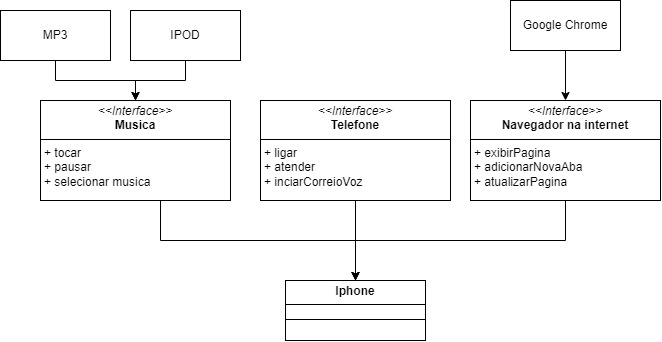 MP3
IPOD
Google Chrome
<<Interface>>
Musica
+ tocar
+ pausar
+ selecionar musica
<<Interface>>
Telefone
+ ligar
+ atender
+ inciarCorreioVoz
<<Interface>>
Navegador na internet
+ exibirPagina
+ adicionarNovaAba
+ atualizarPagina
Iphone